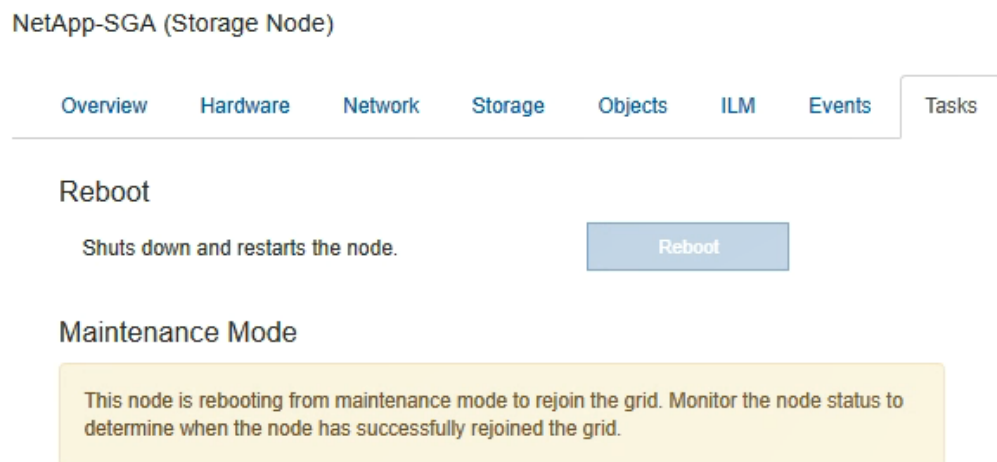 NetApp-SGA (Storage Node)
Overview Hardware Network Storage Objects ILM Events Tasks
Reboot
Shuts down and restarts the node. Reboot
Maintenance Mode
This node is rebooting from maintenance mode to rejoin the grid. Monitor the node status to
determine when the node has successfully rejoined the grid.